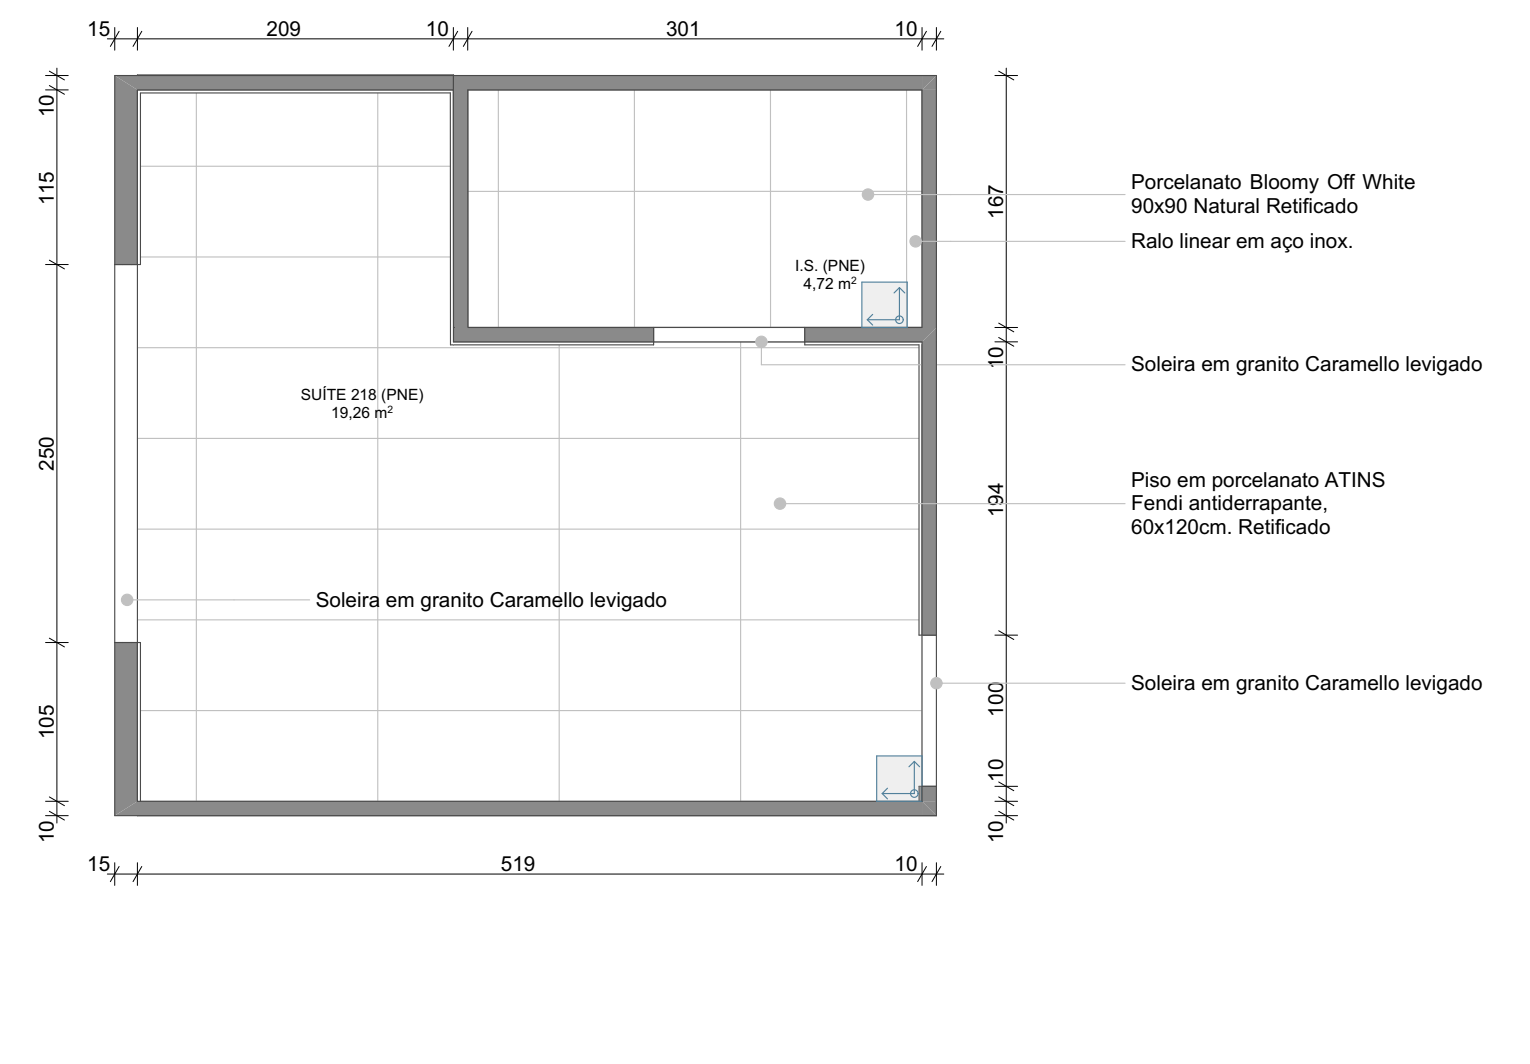 15 209 10 301 10
10
115
250
105
10
167
10
194
100
10
10
Porcelanato Bloomy Off White
90x90 Natural Retificado
Ralo linear em aço inox.
I.S. (PNE)
4,72 m²
Soleira em granito Caramello levigado
SUÍTE 218 (PNE)
19,26 m²
Piso em porcelanato ATINS
Fendi antiderrapante,
60x120cm. Retificado
Soleira em granito Caramello levigado
Soleira em granito Caramello levigado
15 519 10